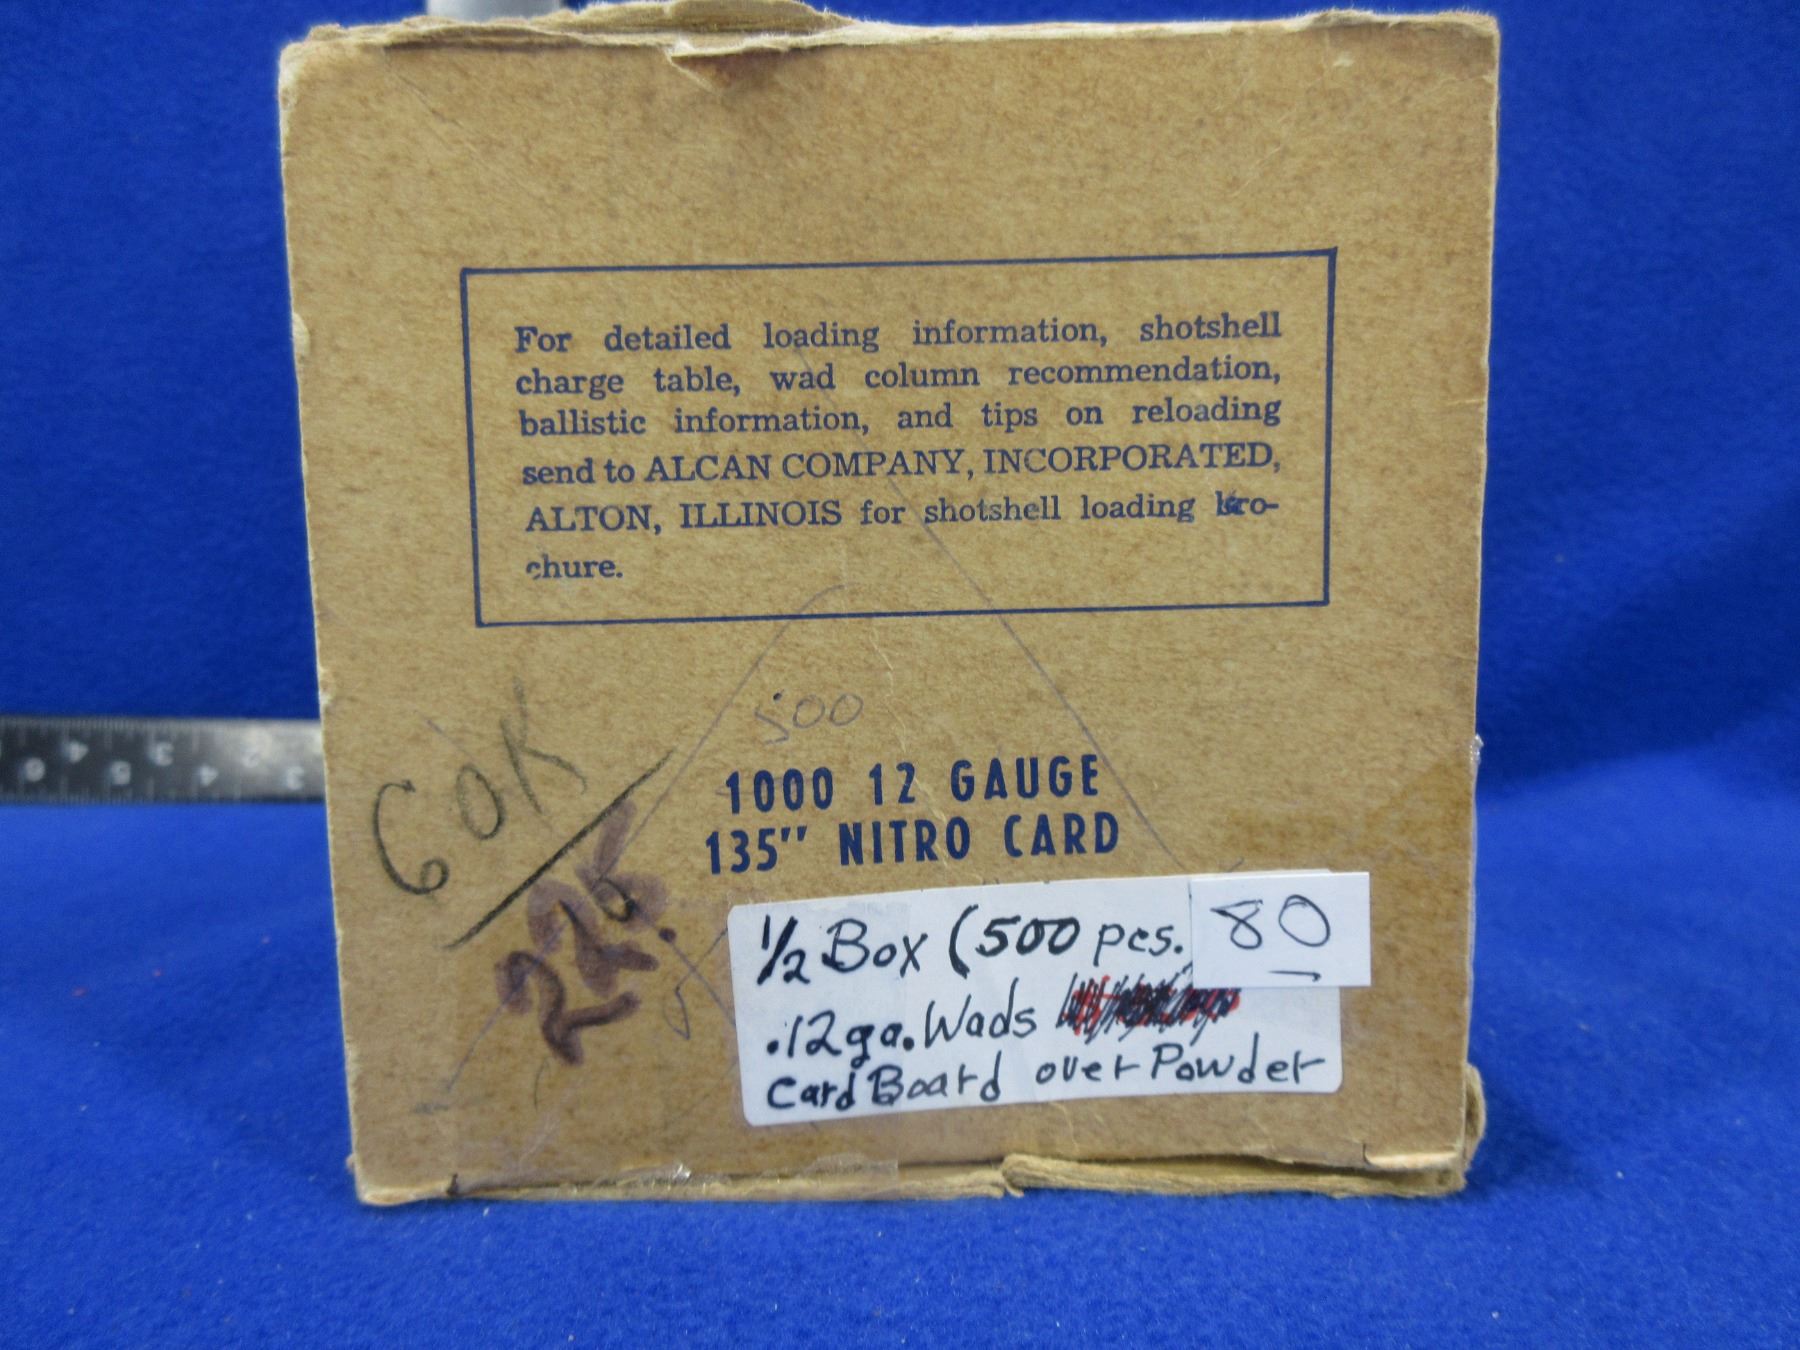 For detailed loading information, shotshell
charge table, wad column recommendation,
ballistic information, and tips on reloading
send to ALCAN COMPANY, INCORPORATED,
ALTON, ILLINOIS for shotshell loading bro-
chure.
500
60K
1000 12 GAUGE
135" NITRO CARD
225
1/2 Box (500 pcs.
80
.12ga. Wads
Card Board over Powder